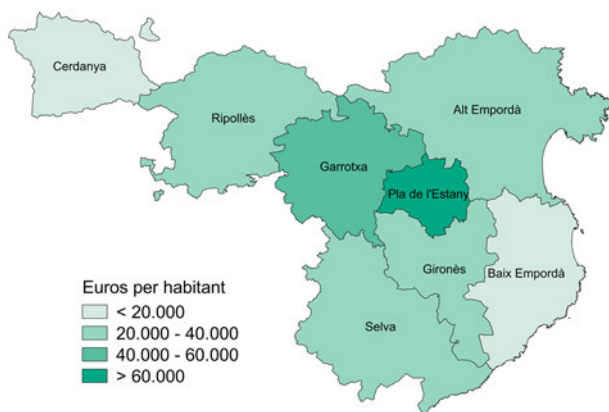 Cerdanya
Ripollès
Alt Empordà
Garrotxa
Pla de l'Estany
Gironès
Baix Empordà
Selva
Euros per habitant
< 20.000
20.000 - 40.000
40.000 - 60.000
> 60.000